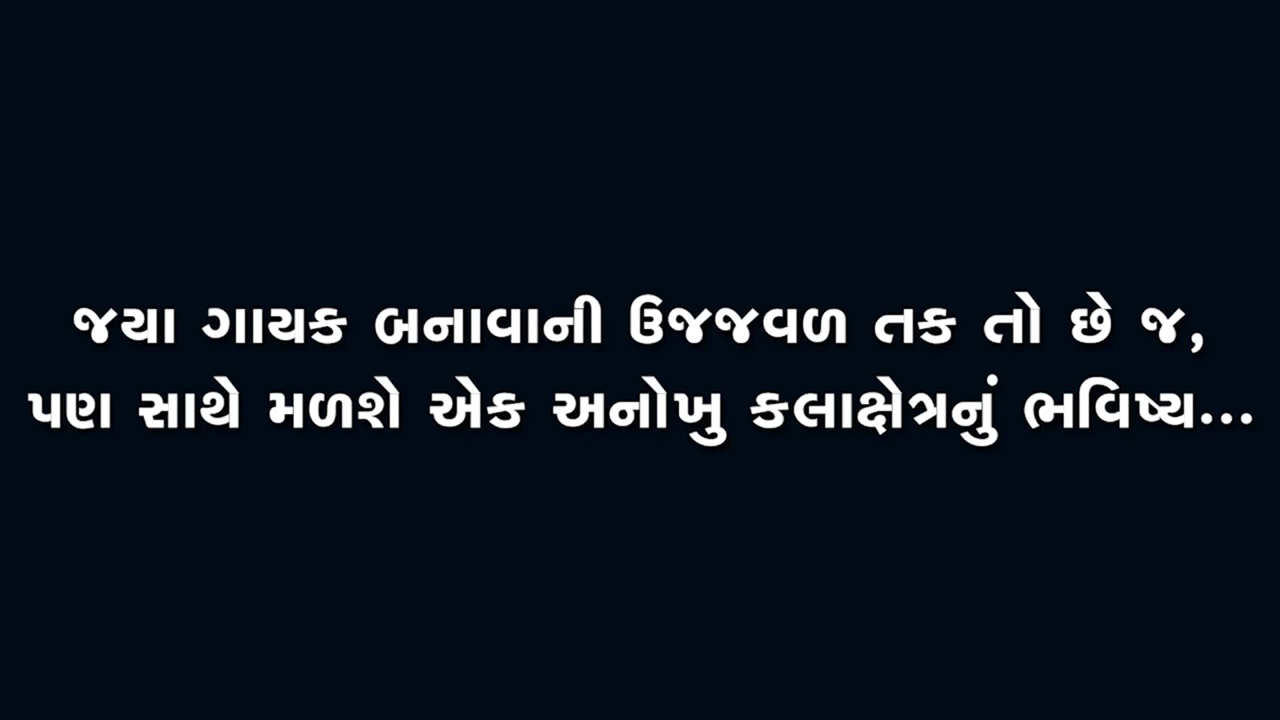 જયા ગાયક બનાવાની ઉજજવળ તક તો છે જ,
પણ સાથે મળશે એક અનોખુ કલાક્ષેત્રનું ભવિષ્ય...